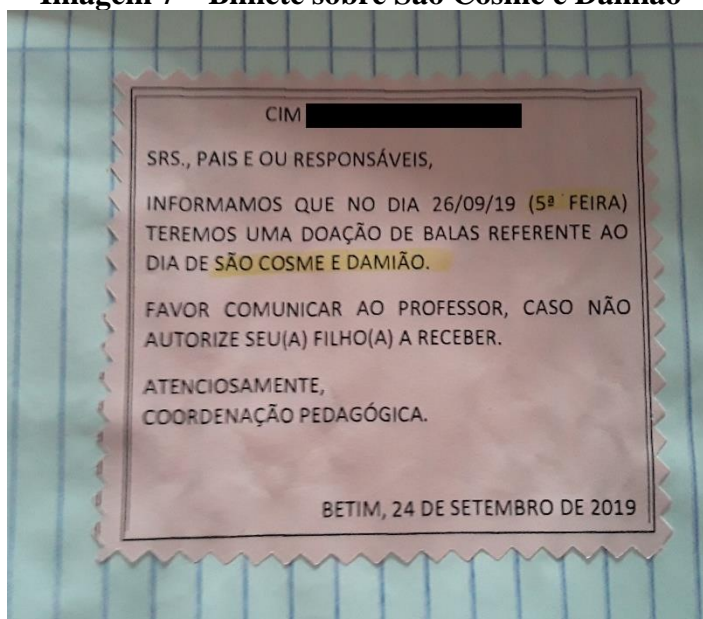 Imagem 7 – Bilhete sobre São Cosme e Damião
CIM
SRS., PAIS E OU RESPONSÁVEIS,
INFORMAMOS QUE NO DIA 26/09/19 (5ª FEIRA)
TEREMOS UMA DOAÇÃO DE BALAS REFERENTE AO
DIA DE SÃO COSME E DAMIÃO.
FAVOR COMUNICAR AO PROFESSOR, CASO NÃO
AUTORIZE SEU(A) FILHO(A) A RECEBER.
ATENCIOSAMENTE,
COORDENAÇÃO PEDAGÓGICA.
BETIM, 24 DE SETEMBRO DE 2019